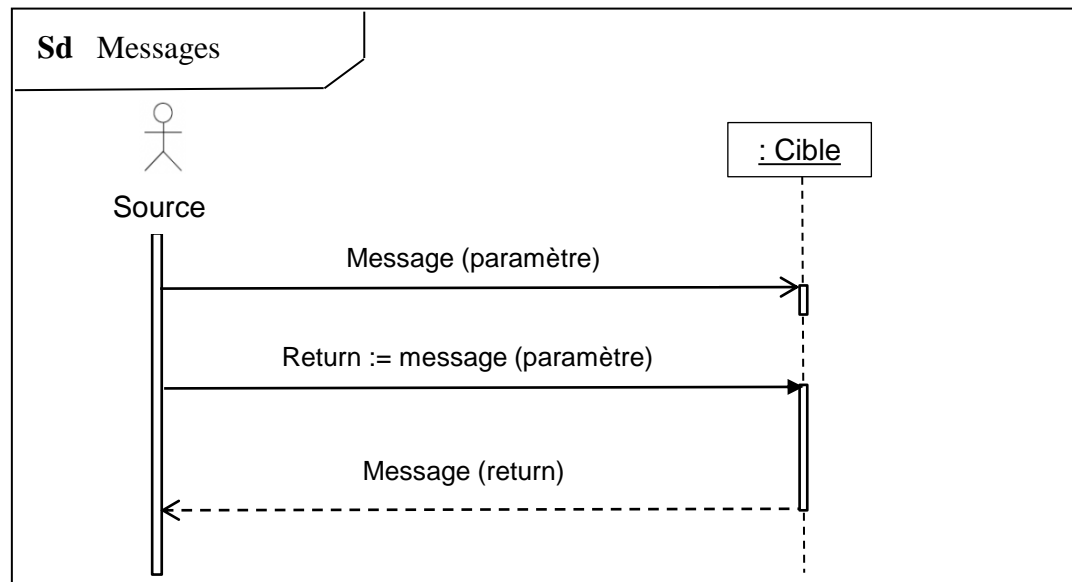 Sd Messages
: Cible
Source
Message (paramètre)
Return := message (paramètre)
Message (return)